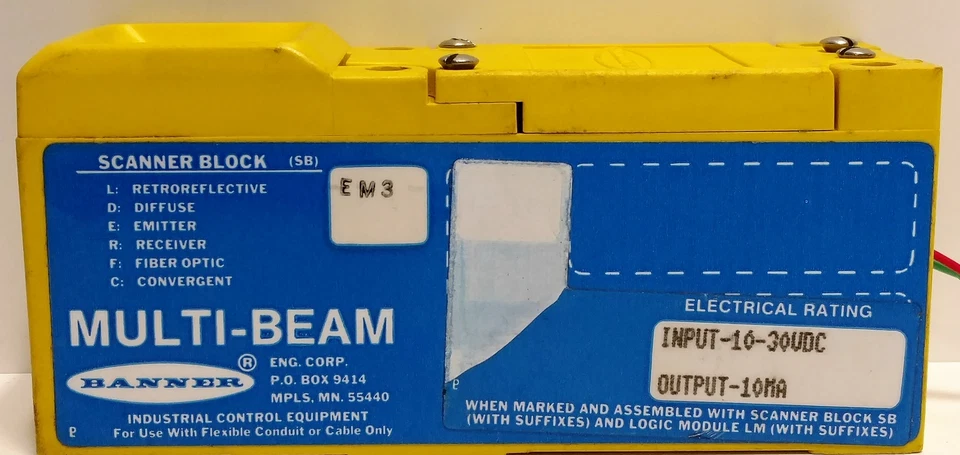 SCANNER BLOCK (SB)
L: RETROREFLECTIVE
D: DIFFUSE
E: EMITTER
R: RECEIVER
F: FIBER OPTIC
C: CONVERGENT
EM3
MULTI-BEAM
BANNER ®
ENG. CORP.
P.O. BOX 9414
MPLS, MN. 55440
INDUSTRIAL CONTROL EQUIPMENT
For Use With Flexible Conduit or Cable Only
ELECTRICAL RATING
INPUT-10-30VDC
OUTPUT-10MA
WHEN MARKED AND ASSEMBLED WITH SCANNER BLOCK SB
(WITH SUFFIXES) AND LOGIC MODULE LM (WITH SUFFIXES)